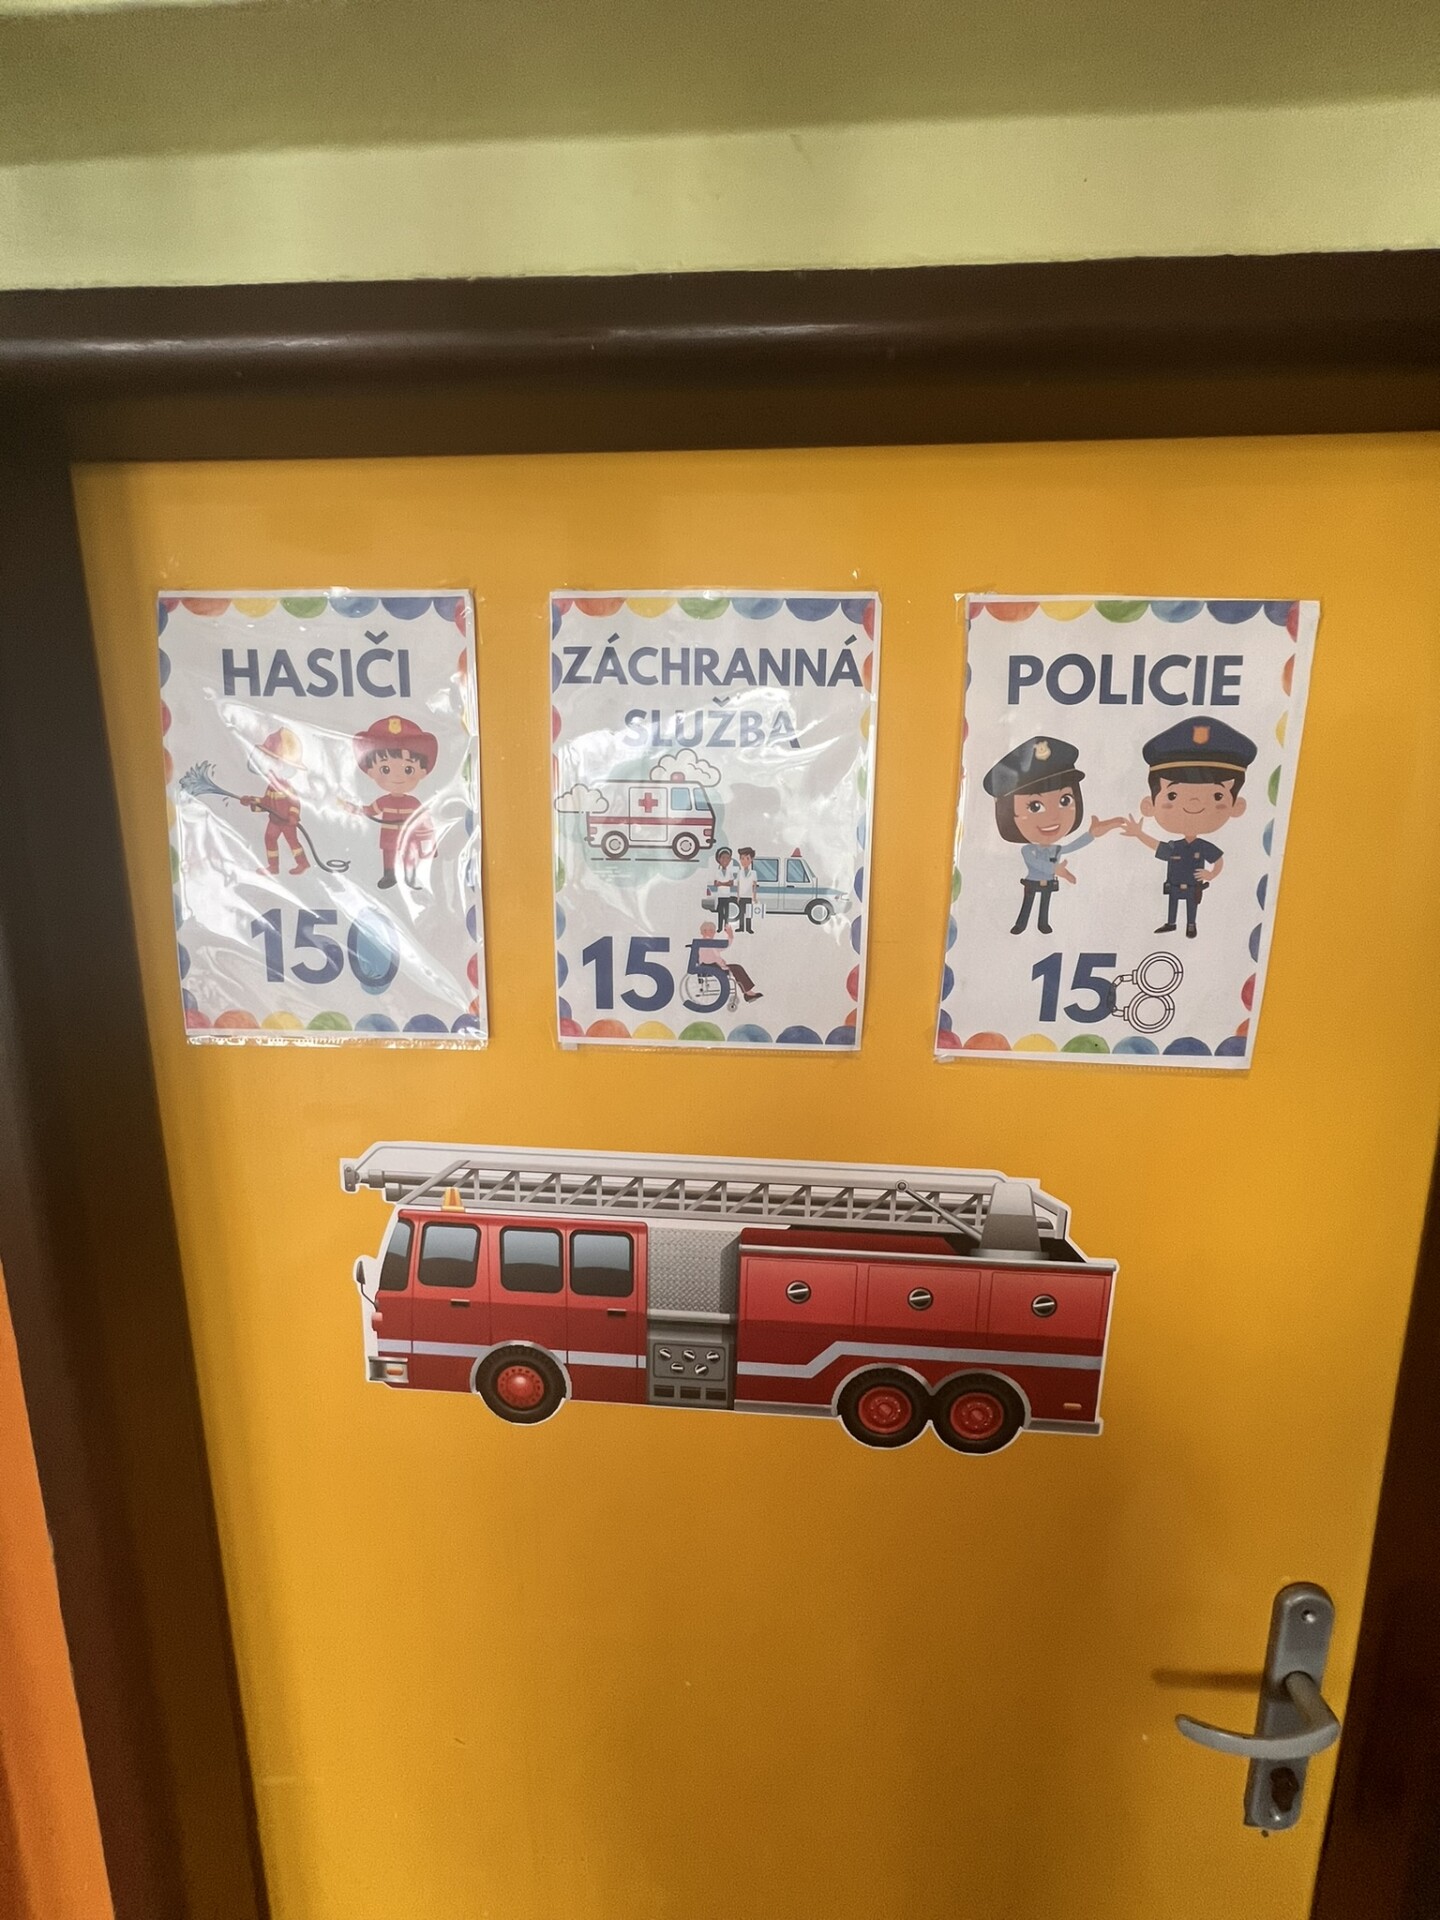 HASIČI
150
ZÁCHRANNÁ
SLUŽBA
155
POLICIE
158